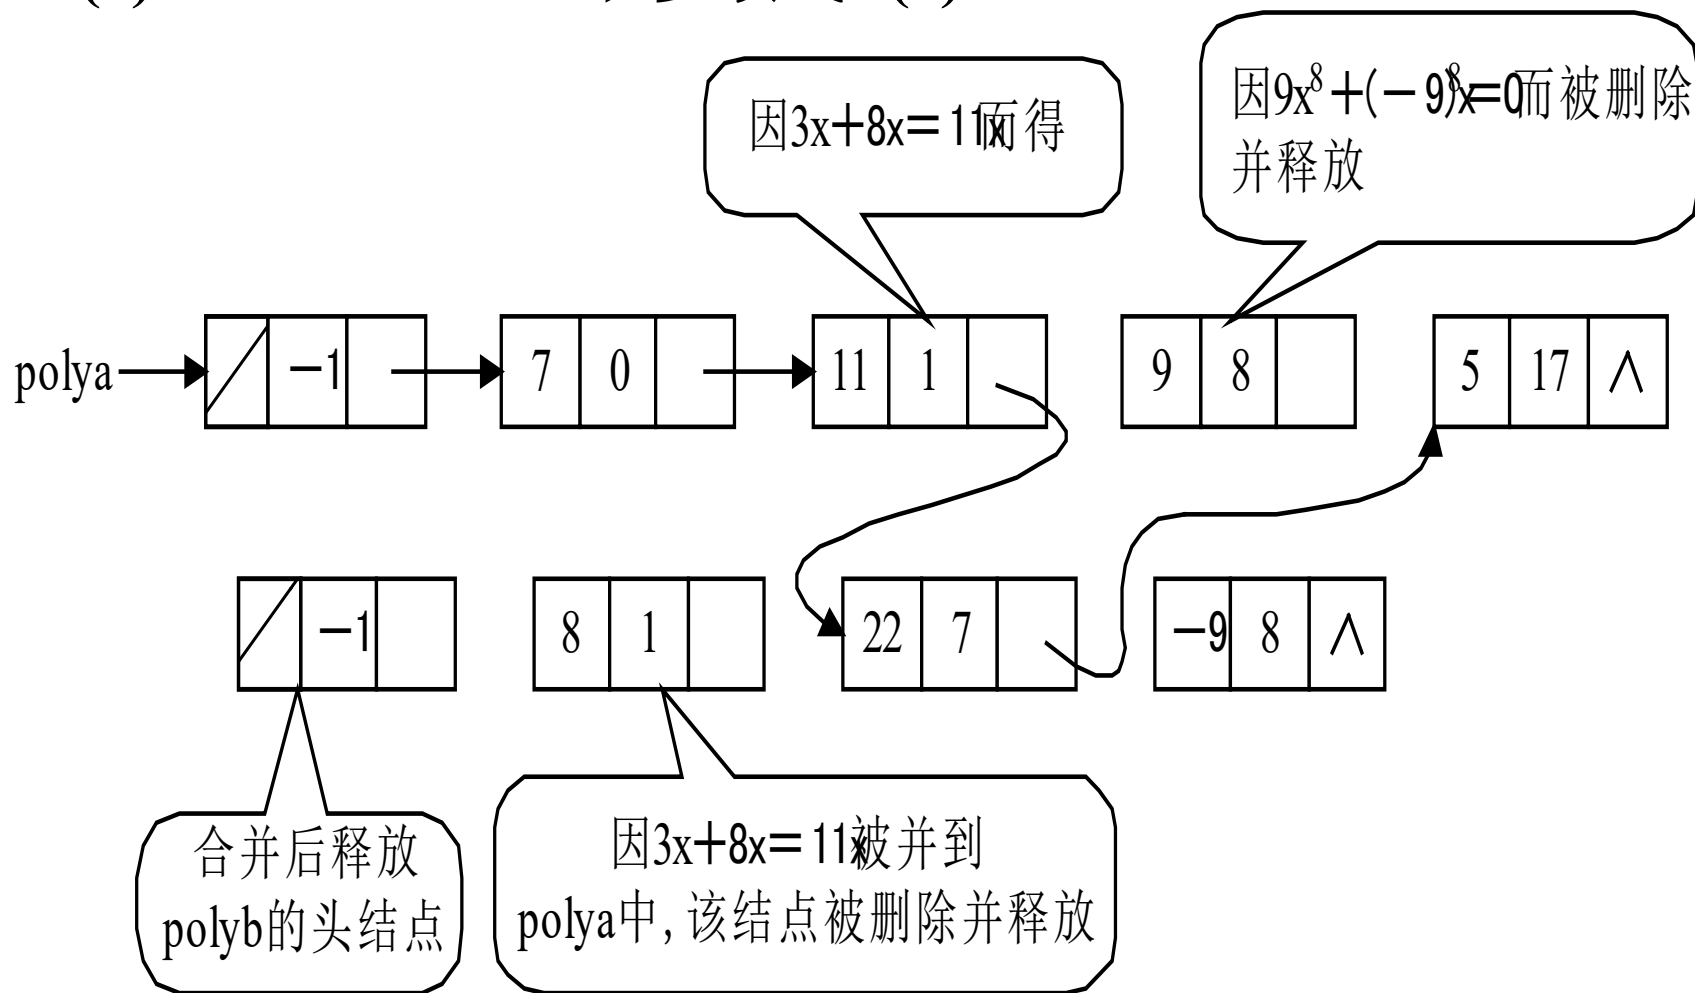 因3x+8x=11x而得
因9x⁸+(-9)x⁸=0而被删除
并释放
polya
-1
7 0
11 1
9 8
5 17 ∧
-1
8 1
22 7
-9 8 ∧
合并后释放
polyb的头结点
因3x+8x=11x被并到
polya中,该结点被删除并释放